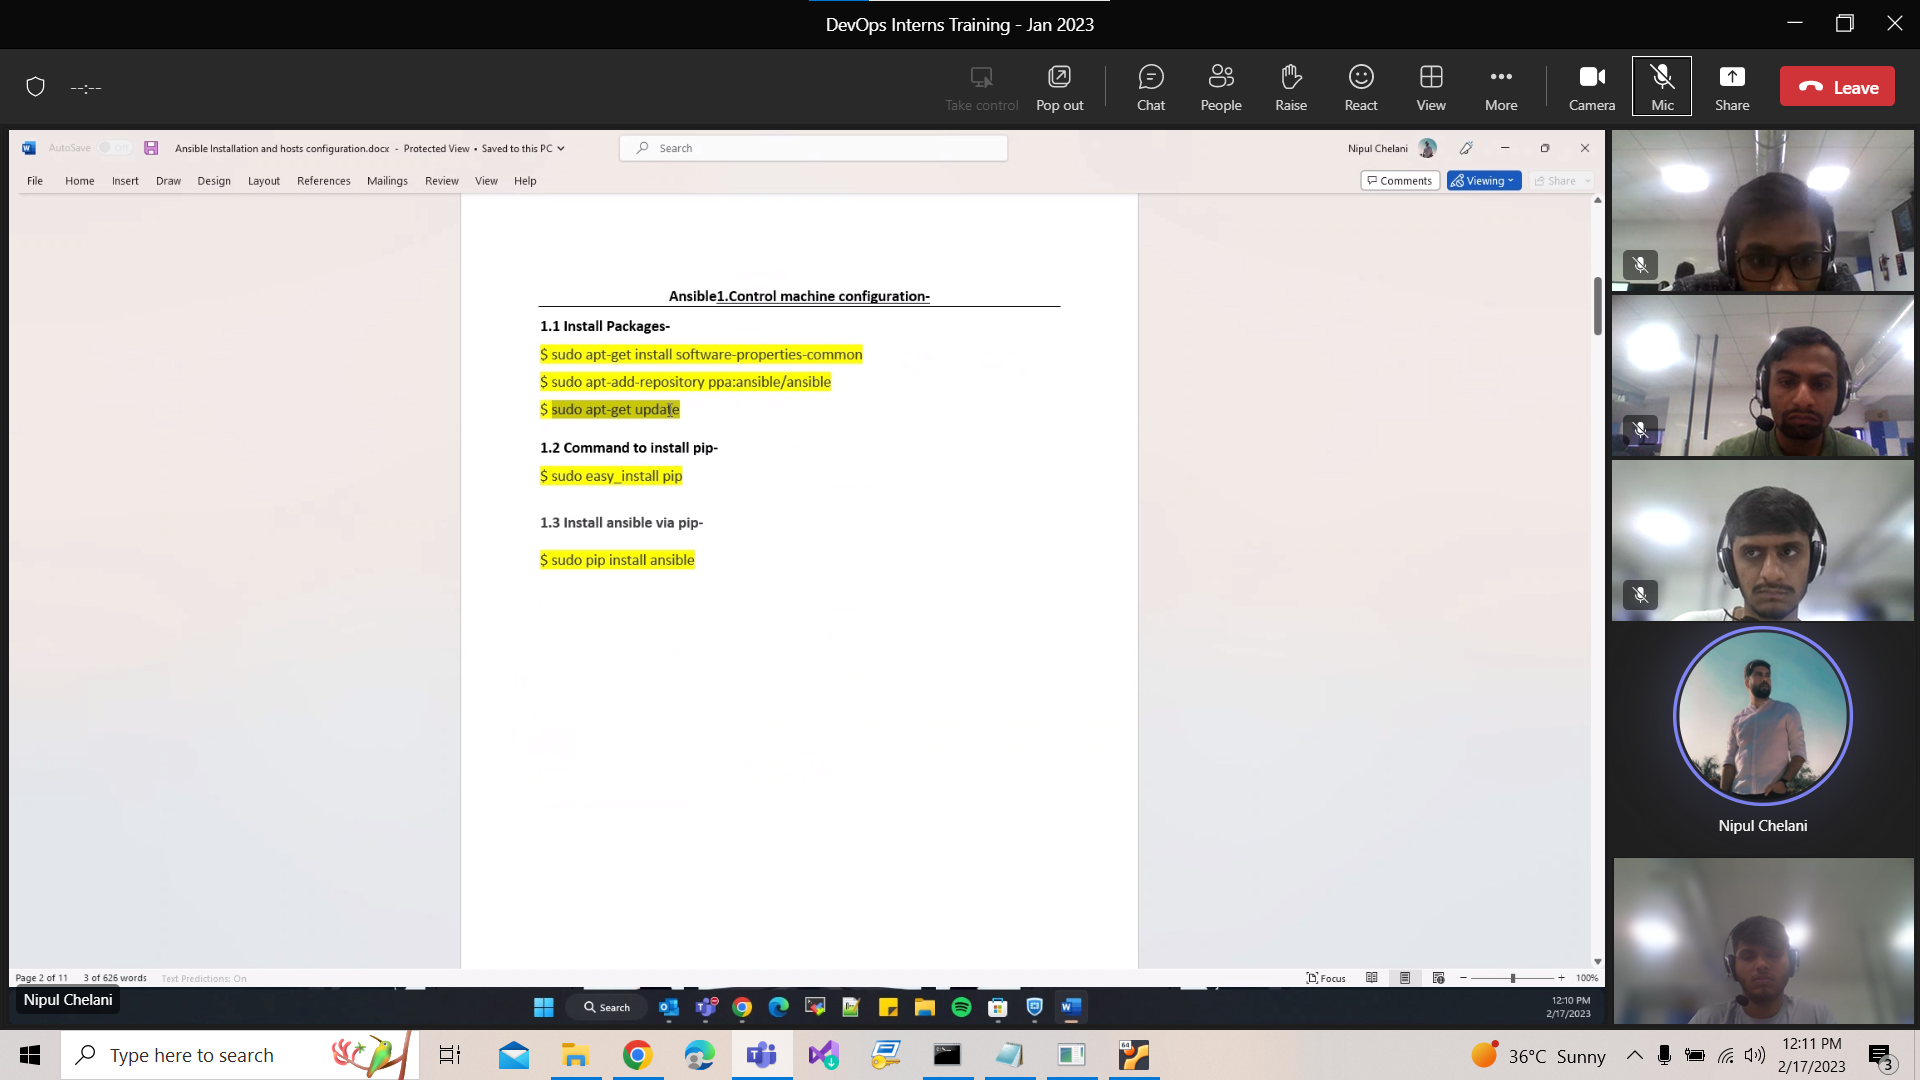 DevOps Interns Training - Jan 2023
--:--
Take control
Pop out
Chat
People
Raise
React
View
More
Camera
Mic
Share
Leave
AutoSave
Off
Ansible Installation and hosts configuration.docx - Protected View • Saved to this PC
Search
Nipul Chelani
File
Home
Insert
Draw
Design
Layout
References
Mailings
Review
View
Help
Comments
Viewing
Share
Ansible1.Control machine configuration-
1.1 Install Packages-
$ sudo apt-get install software-properties-common
$ sudo apt-add-repository ppa:ansible/ansible
$ sudo apt-get update
1.2 Command to install pip-
$ sudo easy_install pip
1.3 Install ansible via pip-
$ sudo pip install ansible
Nipul Chelani
Page 2 of 11
3 of 626 words
Text Predictions: On
Focus
100%
Nipul Chelani
Search
12:10 PM
2/17/2023
Type here to search
64
36°C Sunny
12:11 PM
2/17/2023
3